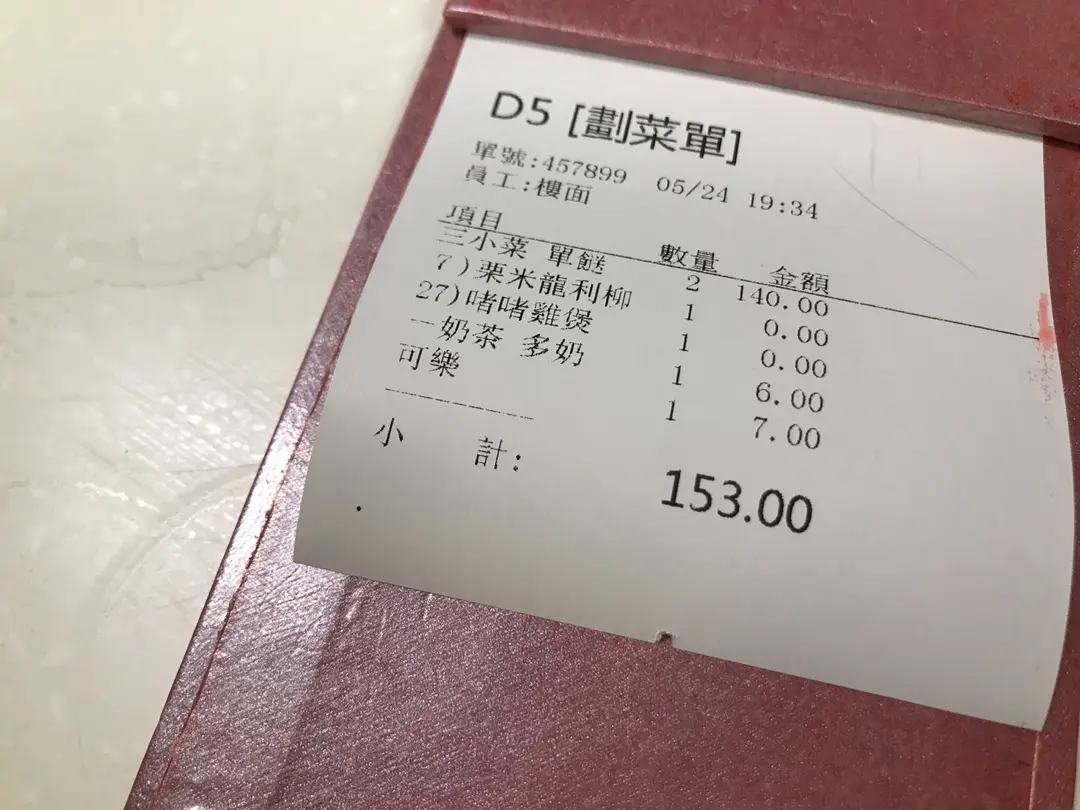 D5 [劃菜單]
單號:457899 05/24 19:34
員工:樓面
項目 數量 金額
三小菜 單餸 2 140.00
7)栗米龍利柳 1 0.00
27)啫啫雞煲 1 0.00
一奶茶 多奶 1 6.00
可樂 1 7.00
小 計: 153.00